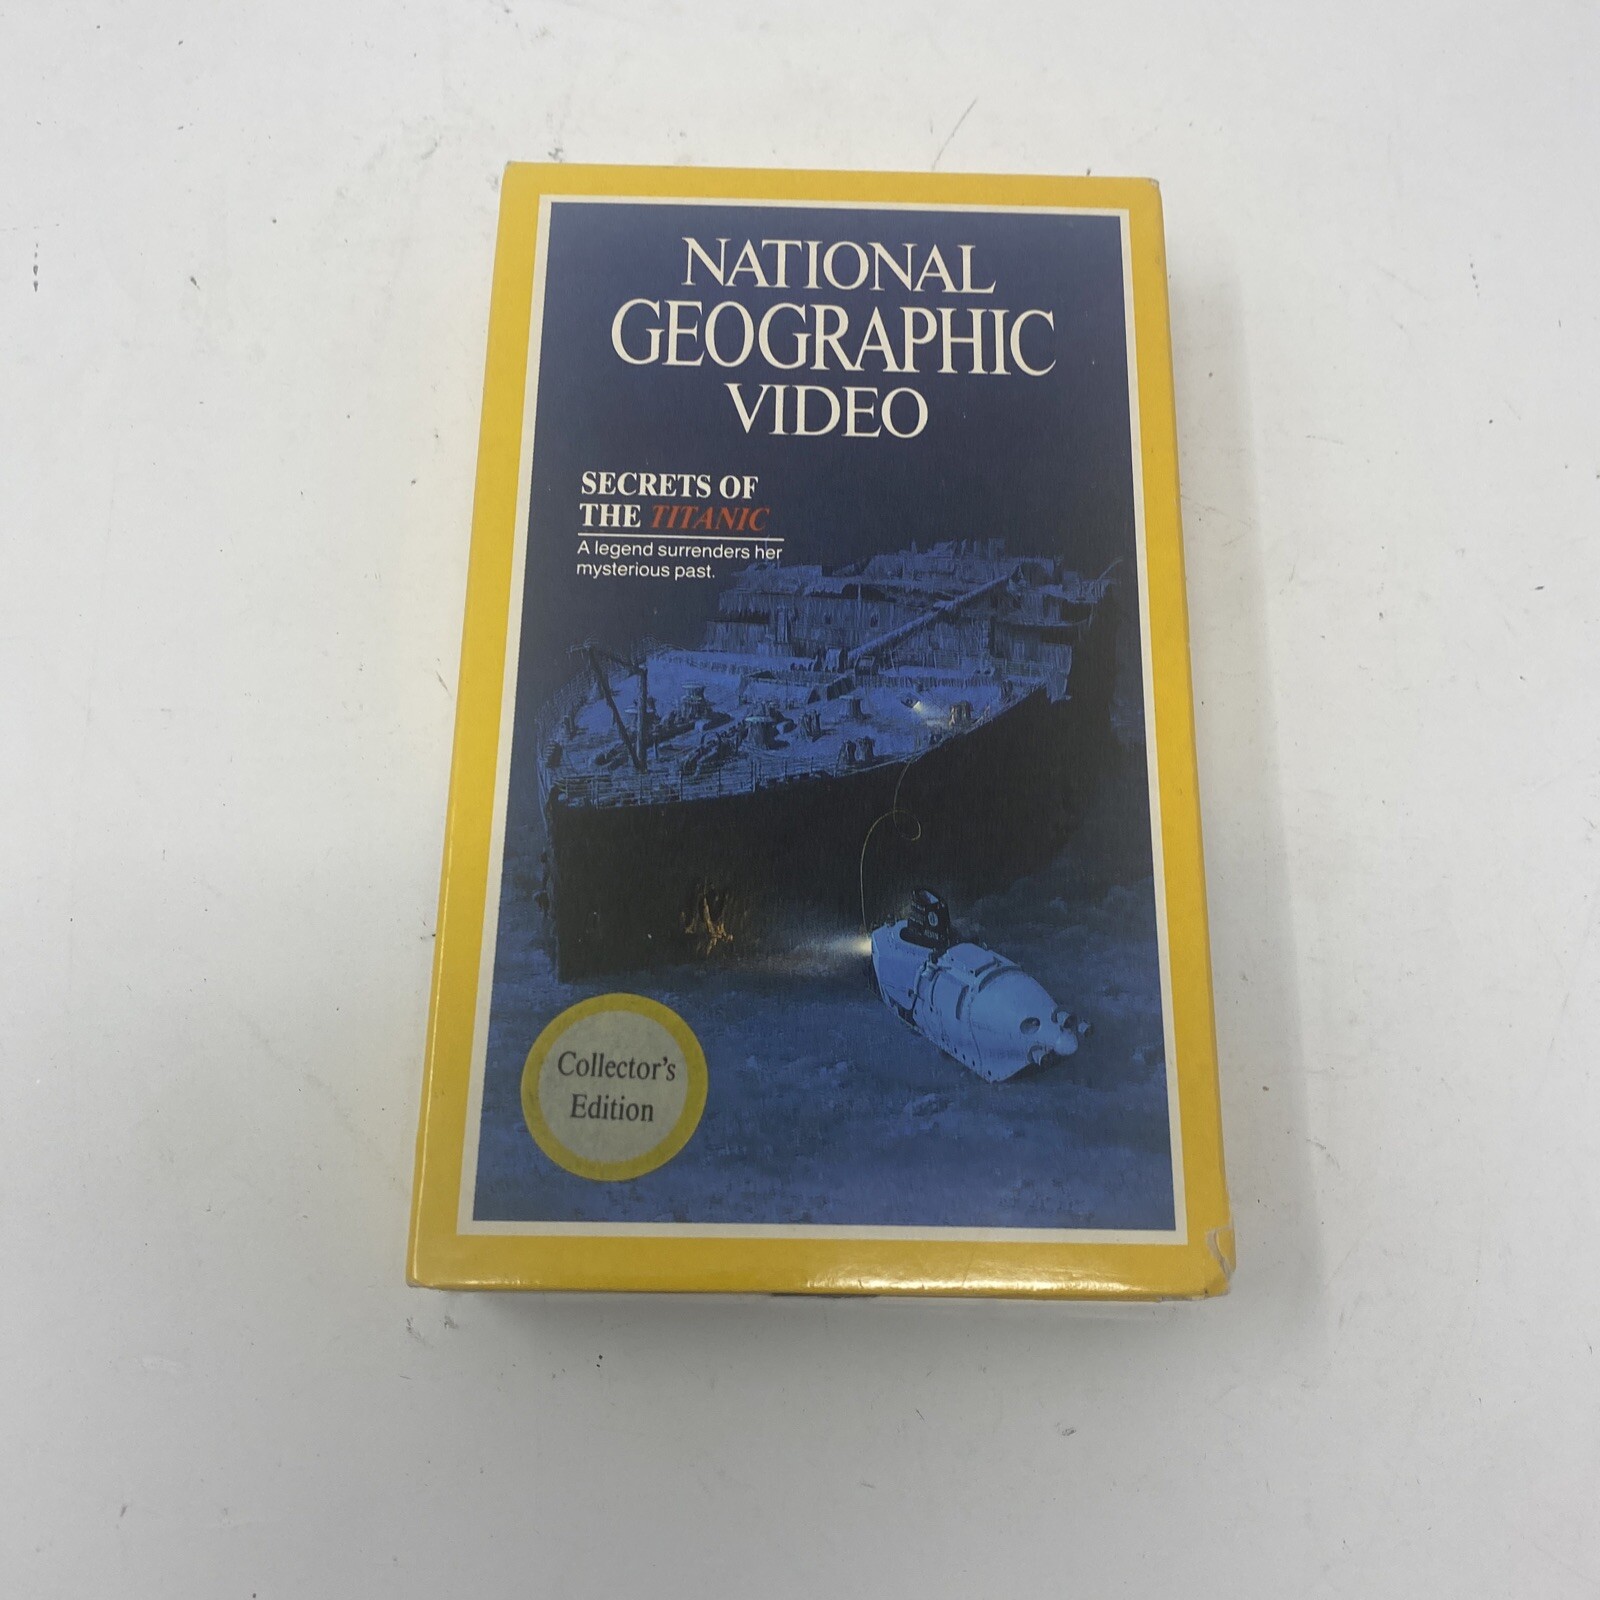 NATIONAL
GEOGRAPHIC
VIDEO
SECRETS OF
THE TITANIC
A legend surrenders her
mysterious past.
Collector's
Edition